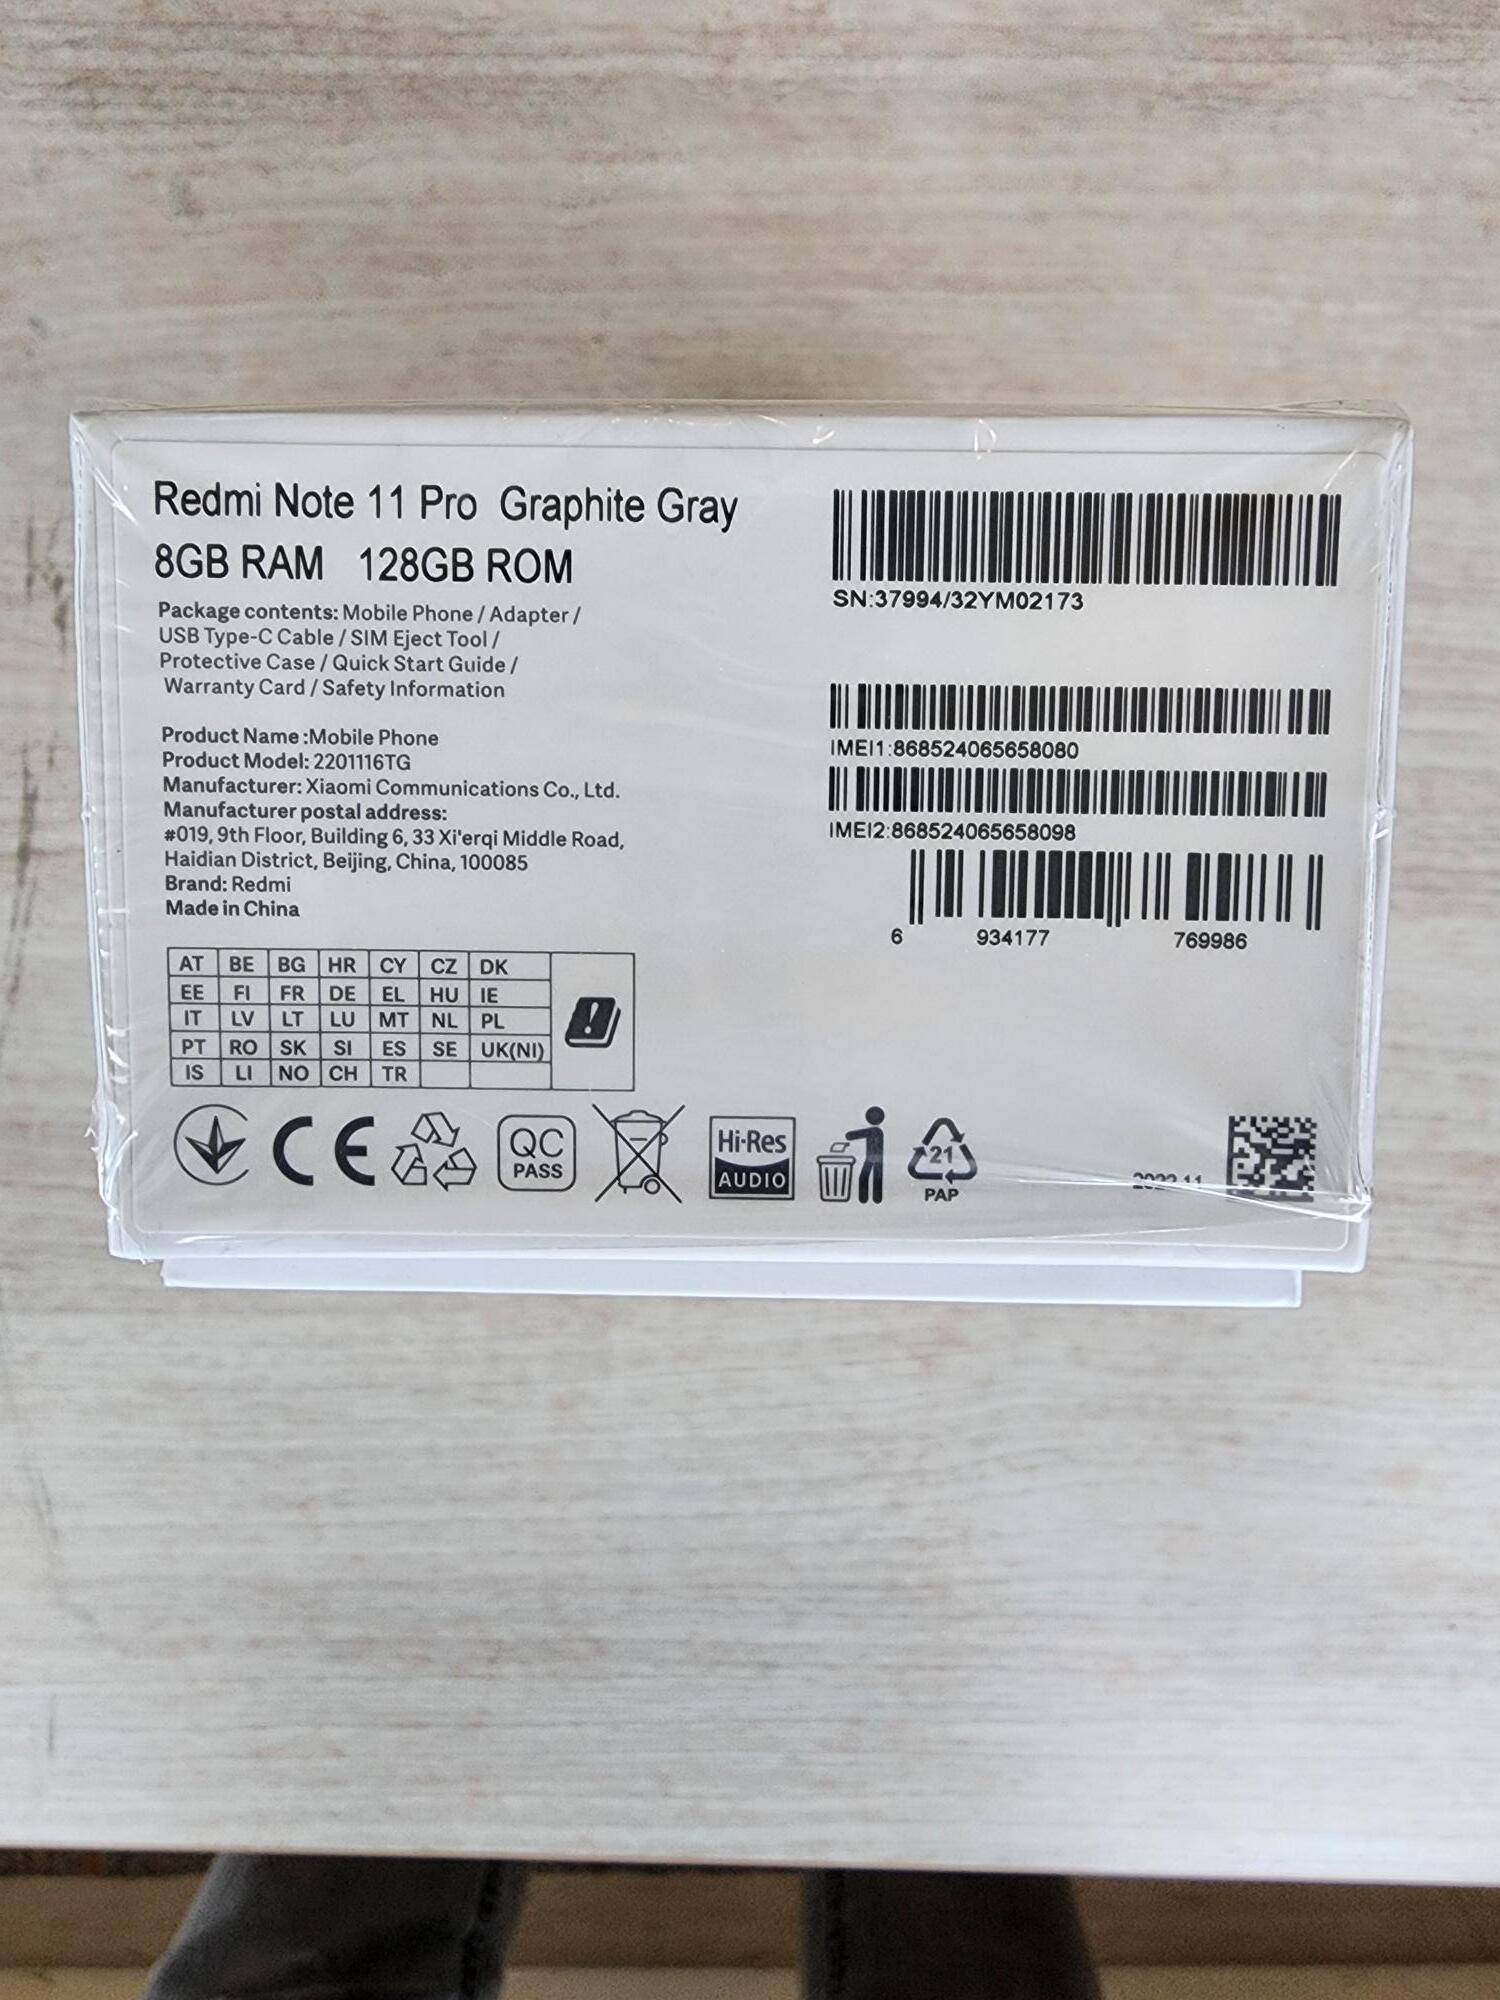 Redmi Note 11 Pro Graphite Gray
8GB RAM 128GB ROM
Package contents: Mobile Phone / Adapter /
USB Type-C Cable / SIM Eject Tool /
Protective Case / Quick Start Guide /
Warranty Card / Safety Information
Product Name :Mobile Phone
Product Model: 2201116TG
Manufacturer: Xiaomi Communications Co., Ltd.
Manufacturer postal address:
#019, 9th Floor, Building 6, 33 Xi'erqi Middle Road,
Haidian District, Beijing, China, 100085
Brand: Redmi
Made in China
AT BE BG HR CY CZ DK
EE FI FR DE EL HU IE
IT LV LT LU MT NL PL
PT RO SK SI ES SE UK(NI)
IS LI NO CH TR
SN:37994/32YM02173
IMEI1:868524065658080
IMEI2:868524065658098
6 934177 769986
CE
QC
PASS
Hi-Res
AUDIO
21
PAP